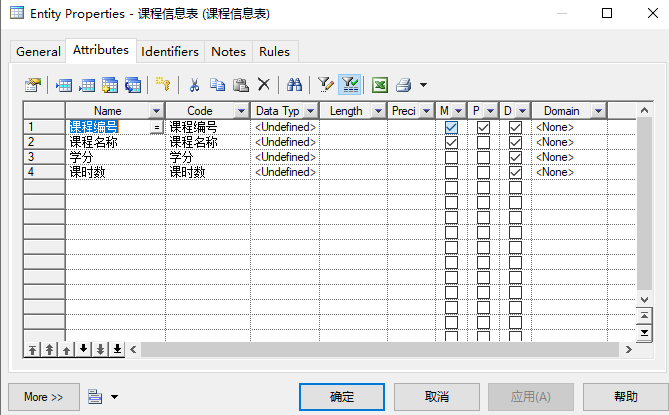 Entity Properties - 课程信息表 (课程信息表)
General Attributes Identifiers Notes Rules
Name Code Data Typ Length Preci M P D Domain
1 课程编号 = 课程编号 <Undefined> <None>
2 课程名称 课程名称 <Undefined> <None>
3 学分 学分 <Undefined> <None>
4 课时数 课时数 <Undefined> <None>
More >> 确定 取消 应用(A) 帮助